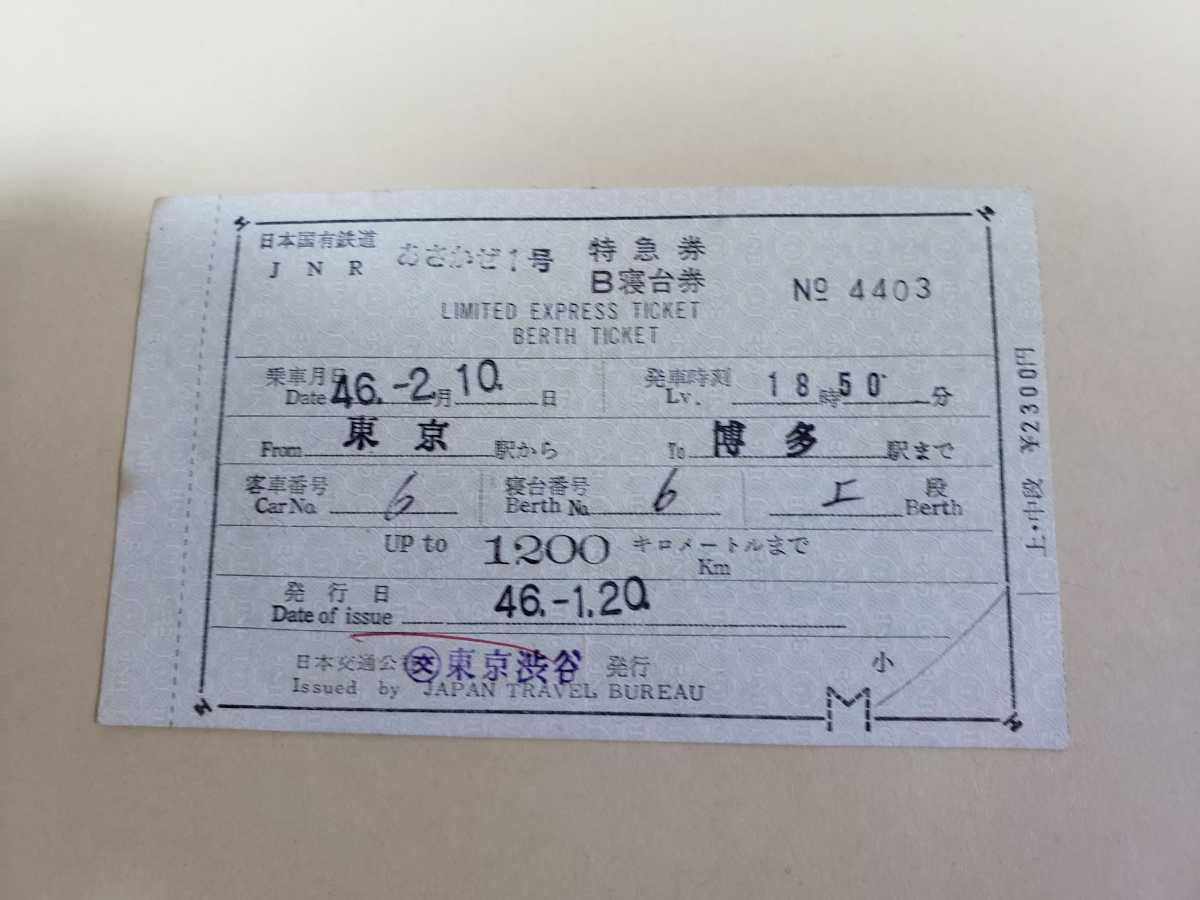 日本国有鉄道 あさかぜ1号 特急券
J N R B寝台券 Nº 4403
LIMITED EXPRESS TICKET
BERTH TICKET
乗車月日 46.-2月10.日 発車時刻 18時50分
Date Lv.
From 東京 駅から To 博多 駅まで
客車番号 6 寝台番号 6 上 段
Car No. Berth No. Berth
UP to 1200 キロメートルまで
Km
発行日 46.-1.20
Date of issue
日本交通公 交 東京渋谷 発行
Issued by JAPAN TRAVEL BUREAU
小
上・中段 ¥2300円